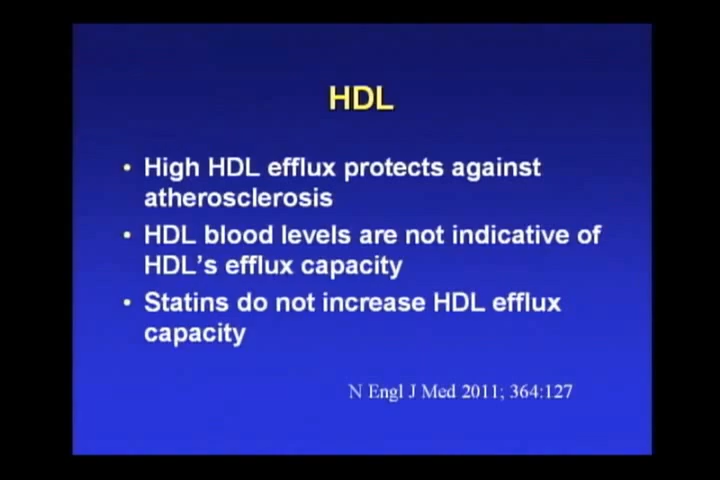 HDL
• High HDL efflux protects against
atherosclerosis
• HDL blood levels are not indicative of
HDL's efflux capacity
• Statins do not increase HDL efflux
capacity
N Engl J Med 2011; 364:127